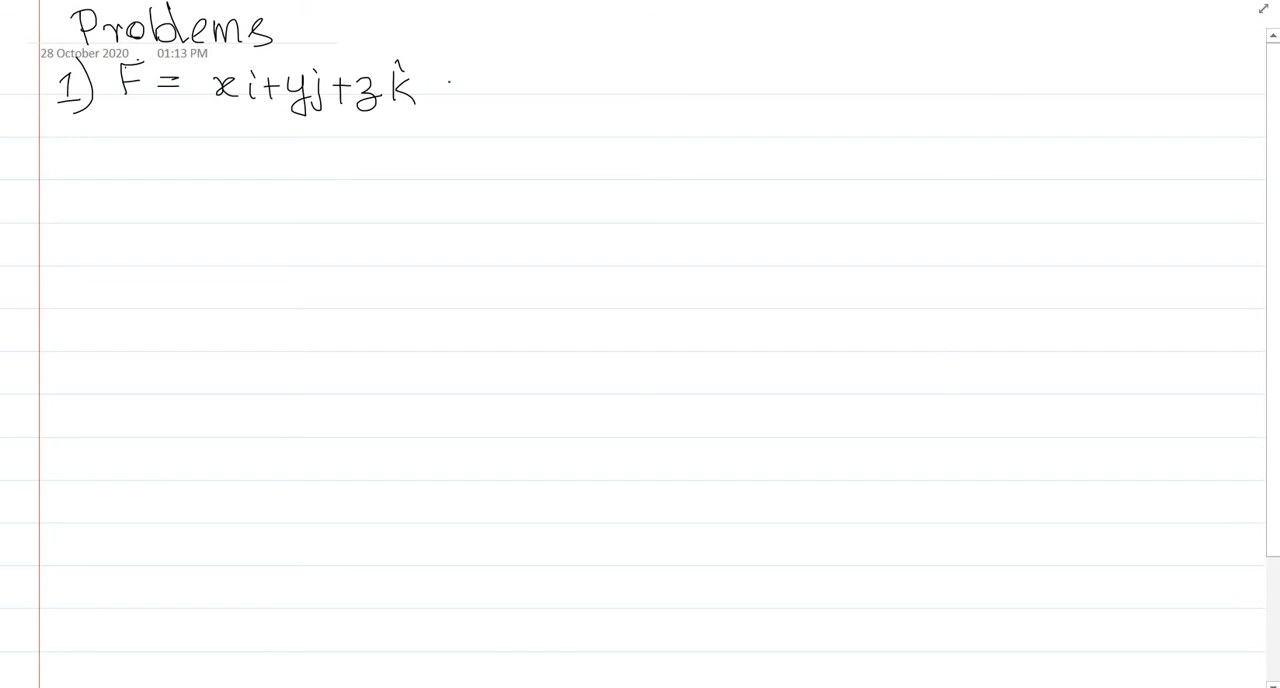 Problems
28 October 2020 01:13 PM
1) F = xi+yj+zk̂